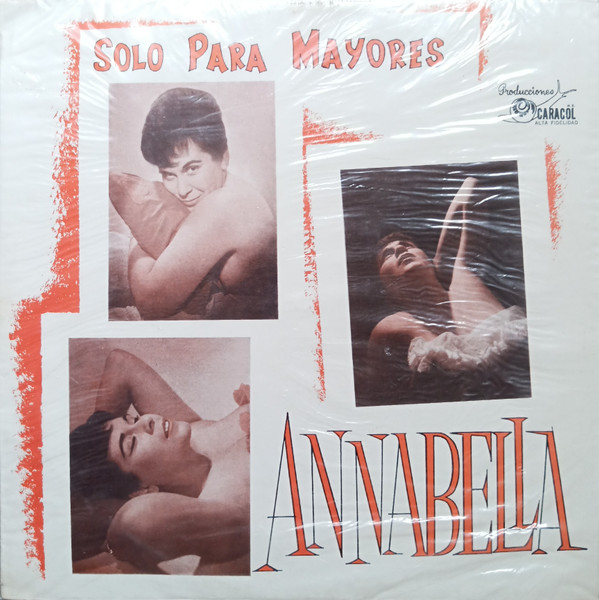 SOLO PARA MAYORES
Producciones
CARACOL
ALTA FIDELIDAD
ANNABELLA